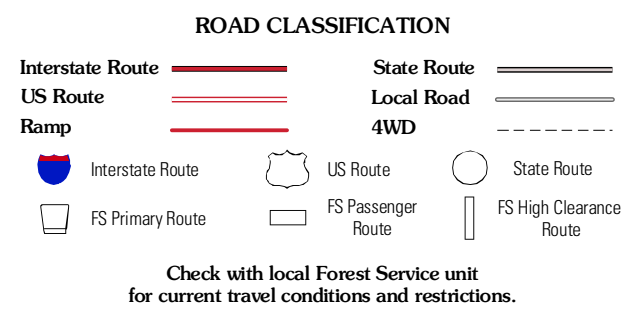 ROAD CLASSIFICATION
Interstate Route
State Route
US Route
Local Road
Ramp
4WD
Interstate Route
US Route
State Route
FS Primary Route
FS Passenger
Route
FS High Clearance
Route
Check with local Forest Service unit
for current travel conditions and restrictions.